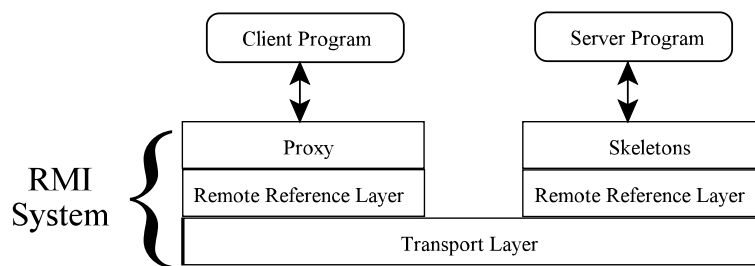 Client Program
Server Program
Proxy
Skeletons
RMI
System
Remote Reference Layer
Remote Reference Layer
Transport Layer